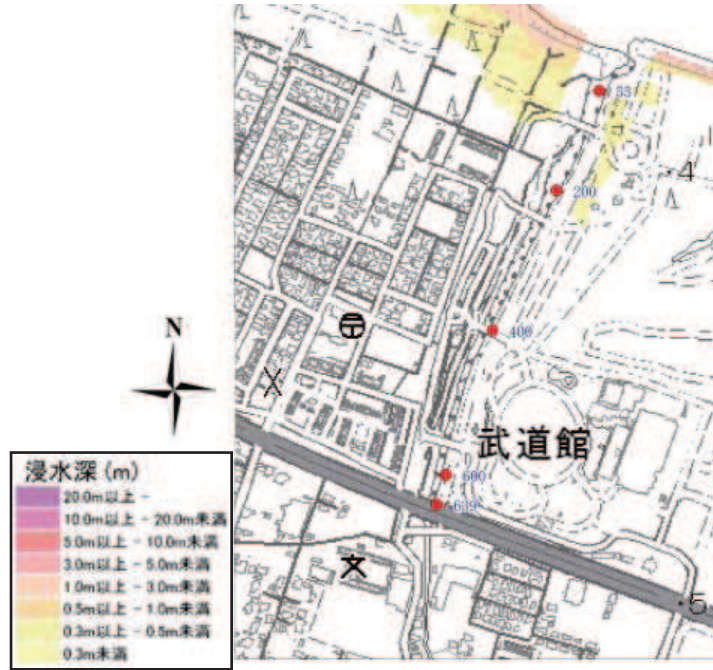 4
200
N
400
武道館
600
639
文
5
浸水深(m)
20.0m以上 -
10.0m以上 - 20.0m未満
5.0m以上 - 10.0m未満
3.0m以上 - 5.0m未満
1.0m以上 - 3.0m未満
0.5m以上 - 1.0m未満
0.3m以上 - 0.5m未満
0.3m未満